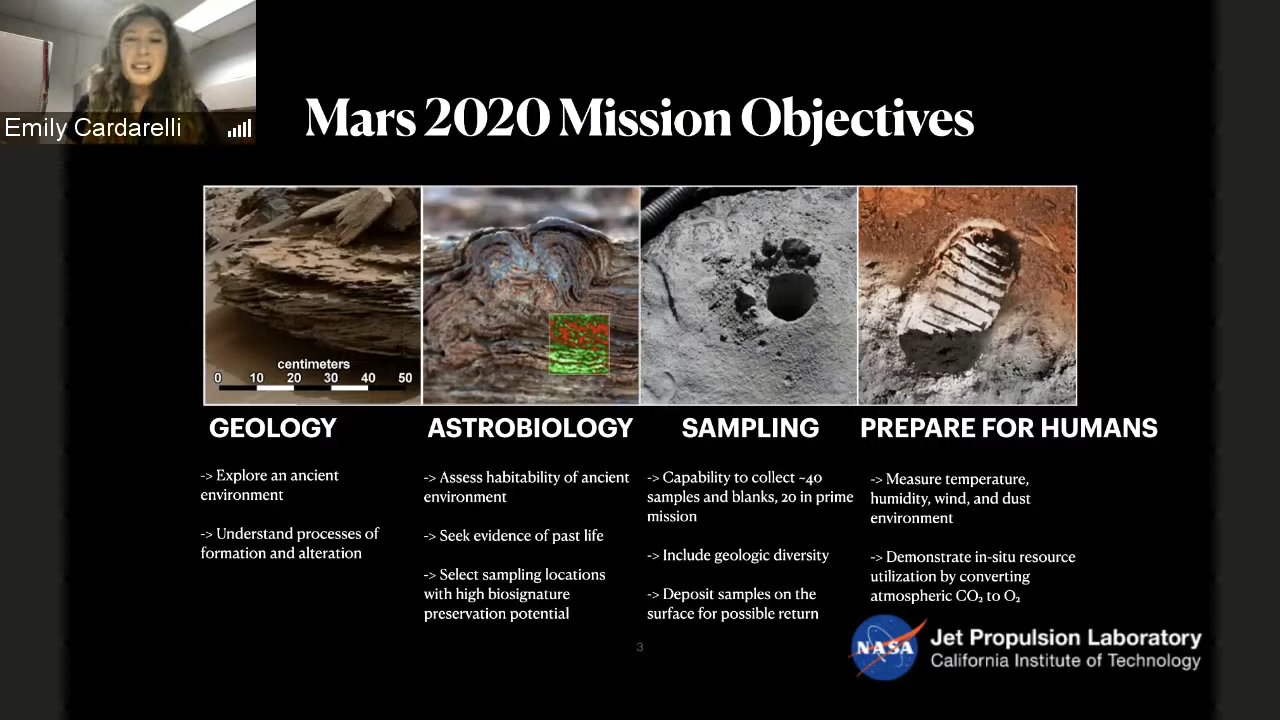 Emily Cardarelli
Mars 2020 Mission Objectives
centimeters
0 10 20 30 40 50
GEOLOGY
-> Explore an ancient
environment
-> Understand processes of
formation and alteration
ASTROBIOLOGY
-> Assess habitability of ancient
environment
-> Seek evidence of past life
-> Select sampling locations
with high biosignature
preservation potential
SAMPLING
-> Capability to collect ~40
samples and blanks, 20 in prime
mission
-> Include geologic diversity
-> Deposit samples on the
surface for possible return
PREPARE FOR HUMANS
-> Measure temperature,
humidity, wind, and dust
environment
-> Demonstrate in-situ resource
utilization by converting
atmospheric CO₂ to O₂
3
NASA
Jet Propulsion Laboratory
California Institute of Technology